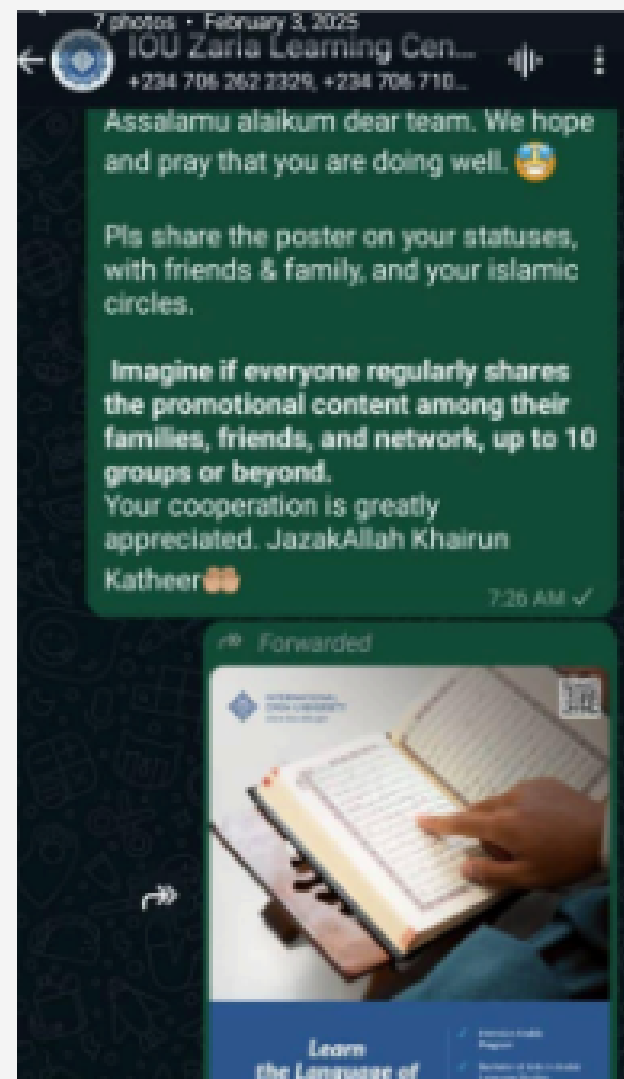 7 photos • February 3, 2025
IOU Zaria Learning Cen...
+234 706 262 2329, +234 706 710...
Assalamu alaikum dear team. We hope
and pray that you are doing well.
Pls share the poster on your statuses,
with friends & family, and your islamic
circles.
Imagine if everyone regularly shares
the promotional content among their
families, friends, and network, up to 10
groups or beyond.
Your cooperation is greatly
appreciated. JazakAllah Khairun
Katheer
7:26 AM
Forwarded
INTERNATIONAL
OPEN UNIVERSITY
Learn
the Language of